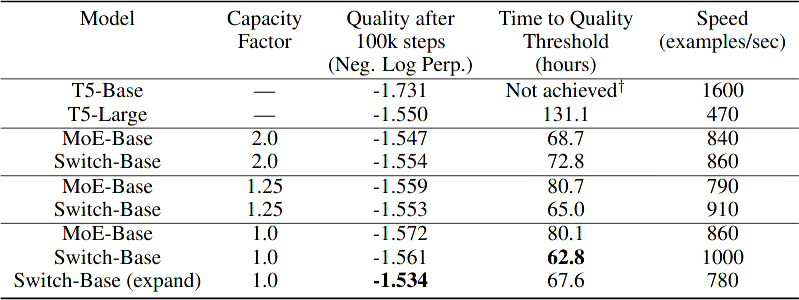 Model Capacity Factor Quality after 100k steps (Neg. Log Perp.) Time to Quality Threshold (hours) Speed (examples/sec)
T5-Base — -1.731 Not achieved† 1600
T5-Large — -1.550 131.1 470
MoE-Base 2.0 -1.547 68.7 840
Switch-Base 2.0 -1.554 72.8 860
MoE-Base 1.25 -1.559 80.7 790
Switch-Base 1.25 -1.553 65.0 910
MoE-Base 1.0 -1.572 80.1 860
Switch-Base 1.0 -1.561 62.8 1000
Switch-Base (expand) 1.0 -1.534 67.6 780